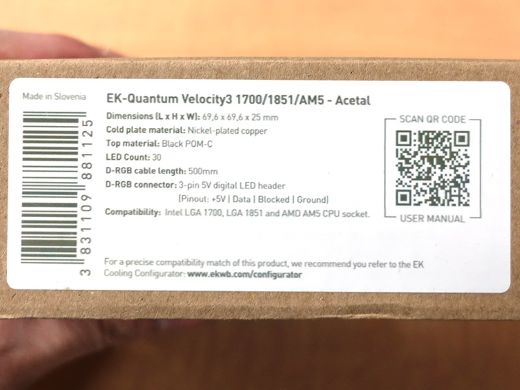 Made in Slovenia
EK-Quantum Velocity3 1700/1851/AM5 - Acetal
Dimensions (L x H x W): 69,6 x 69,6 x 25 mm
Cold plate material: Nickel-plated copper
Top material: Black POM-C
LED Count: 30
D-RGB cable length: 500mm
D-RGB connector: 3-pin 5V digital LED header
(Pinout: +5V | Data | Blocked | Ground)
Compatibility: Intel LGA 1700, LGA 1851 and AMD AM5 CPU socket.
For a precise compatibility match of this product, we recommend you refer to the EK
Cooling Configurator: www.ekwb.com/configurator
3 831109 881125
SCAN QR CODE
USER MANUAL